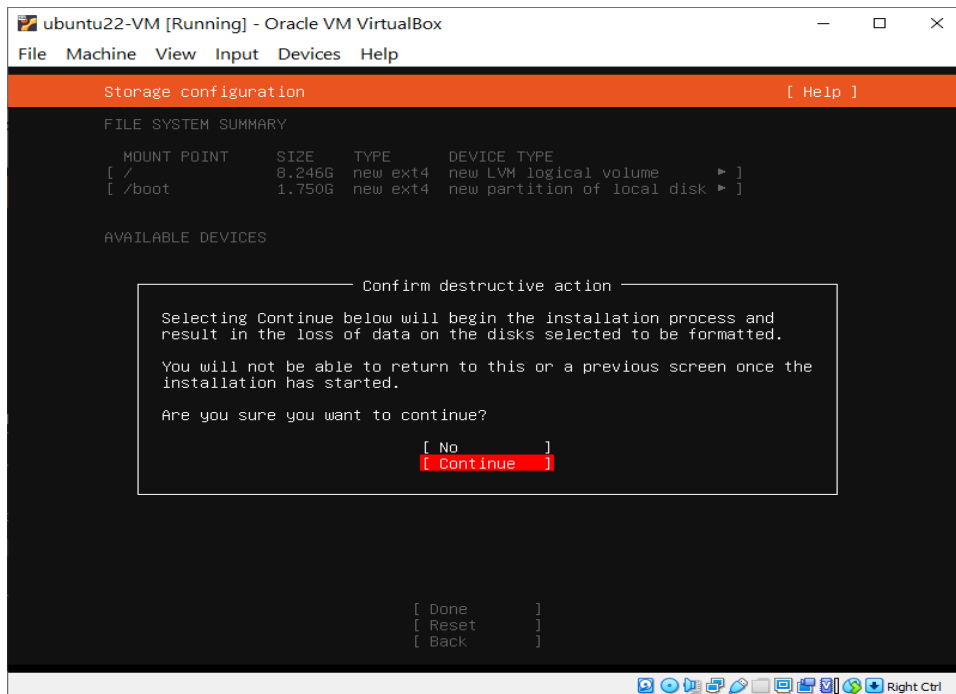 ubuntu22-VM [Running] - Oracle VM VirtualBox
File Machine View Input Devices Help
Storage configuration [ Help ]
FILE SYSTEM SUMMARY
MOUNT POINT SIZE TYPE DEVICE TYPE
[ / 8.246G new ext4 new LVM logical volume ▸ ]
[ /boot 1.750G new ext4 new partition of local disk ▸ ]
AVAILABLE DEVICES
Confirm destructive action
Selecting Continue below will begin the installation process and
result in the loss of data on the disks selected to be formatted.
You will not be able to return to this or a previous screen once the
installation has started.
Are you sure you want to continue?
[ No ]
[ Continue ]
[ Done ]
[ Reset ]
[ Back ]
Right Ctrl